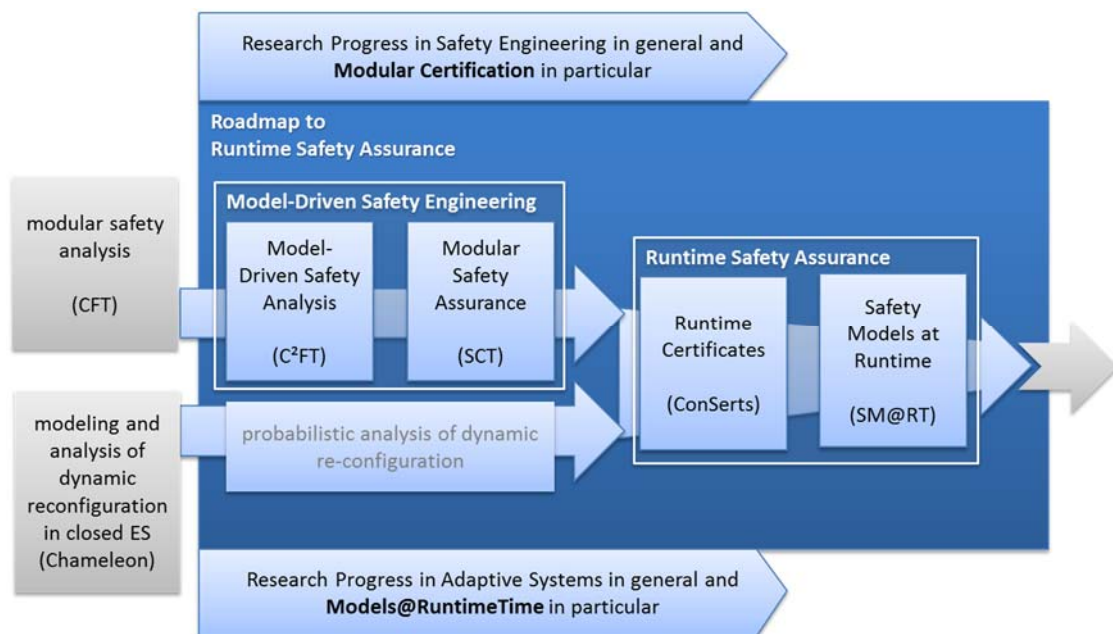 Research Progress in Safety Engineering in general and
Modular Certification in particular
Roadmap to
Runtime Safety Assurance
modular safety
analysis
(CFT)
Model-Driven Safety Engineering
Model-
Driven Safety
Analysis
(C²FT)
Modular
Safety
Assurance
(SCT)
Runtime Safety Assurance
Runtime
Certificates
(ConSerts)
Safety
Models at
Runtime
(SM@RT)
modeling and
analysis of
dynamic
reconfiguration
in closed ES
(Chameleon)
probabilistic analysis of dynamic
re-configuration
Research Progress in Adaptive Systems in general and
Models@RuntimeTime in particular